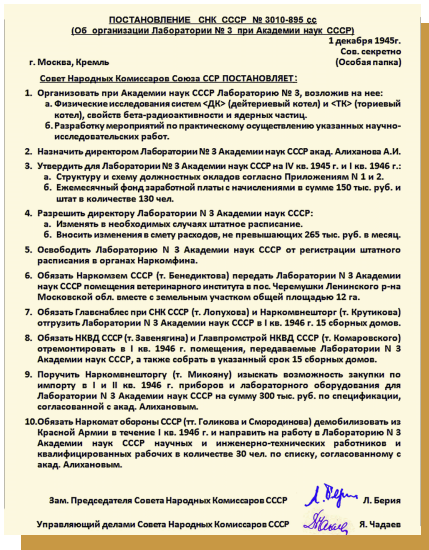 ПОСТАНОВЛЕНИЕ СНК СССР № 3010-895 сс
(Об организации Лаборатории № 3 при Академии наук СССР)
1 декабря 1945г.
Сов. секретно
г. Москва, Кремль (Особая папка)
Совет Народных Комиссаров Союза ССР ПОСТАНОВЛЯЕТ:
1. Организовать при Академии наук СССР Лабораторию № 3, возложив на нее:
а. Физические исследования систем <ДК> (дейтериевый котел) и <ТК> (ториевый
котел), свойств бета-радиоактивности и ядерных частиц.
б. Разработку мероприятий по практическому осуществлению указанных научно-
исследовательских работ.
2. Назначить директором Лаборатории № 3 Академии наук СССР акад. Алиханова А.И.
3. Утвердить для Лаборатории № 3 Академии наук СССР на IV кв. 1945 г. и I кв. 1946 г.:
а. Структуру и схему должностных окладов согласно Приложениям N 1 и 2.
б. Ежемесячный фонд заработной платы с начислениями в сумме 150 тыс. руб. и
штат в количестве 130 чел.
4. Разрешить директору Лаборатории N 3 Академии наук СССР:
а. Изменять в необходимых случаях штатное расписание.
б. Вносить изменения в смету расходов, не превышающих 265 тыс. руб. в месяц.
5. Освободить Лабораторию N 3 Академии наук СССР от регистрации штатного
расписания в органах Наркомфина.
6. Обязать Наркомзем СССР (т. Бенедиктова) передать Лаборатории N 3 Академии
наук СССР помещения ветеринарного института в пос. Черемушки Ленинского р-на
Московской обл. вместе с земельным участком общей площадью 12 га.
7. Обязать Главснаблес при СНК СССР (т. Лопухова) и Наркомвнешторг (т. Крутикова)
отгрузить Лаборатории N 3 Академии наук СССР в I кв. 1946 г. 15 сборных домов.
8. Обязать НКВД СССР (т. Завенягина) и Главпромстрой НКВД СССР (т. Комаровского)
отремонтировать в I кв. 1946 г. помещения, передаваемые Лаборатории N 3
Академии наук СССР, а также собрать в указанный срок 15 сборных домов.
9. Поручить Наркомвнешторгу (т. Микояну) изыскать возможность закупки по
импорту в I и II кв. 1946 г. приборов и лабораторного оборудования для
Лаборатории N 3 Академии наук СССР на сумму 300 тыс. руб. по спецификации,
согласованной с акад. Алихановым.
10.Обязать Наркомат обороны СССР (тт. Голикова и Смородинова) демобилизовать из
Красной Армии в течение I кв. 1946 г. и направить на работу в Лабораторию N 3
Академии наук СССР научных и инженерно-технических работников и
квалифицированных рабочих в количестве 30 чел. по списку, согласованному с
акад. Алихановым.
Зам. Председателя Совета Народных Комиссаров СССР Л. Берия Л. Берия
Управляющий делами Совета Народных Комиссаров СССР Я. Чадаев